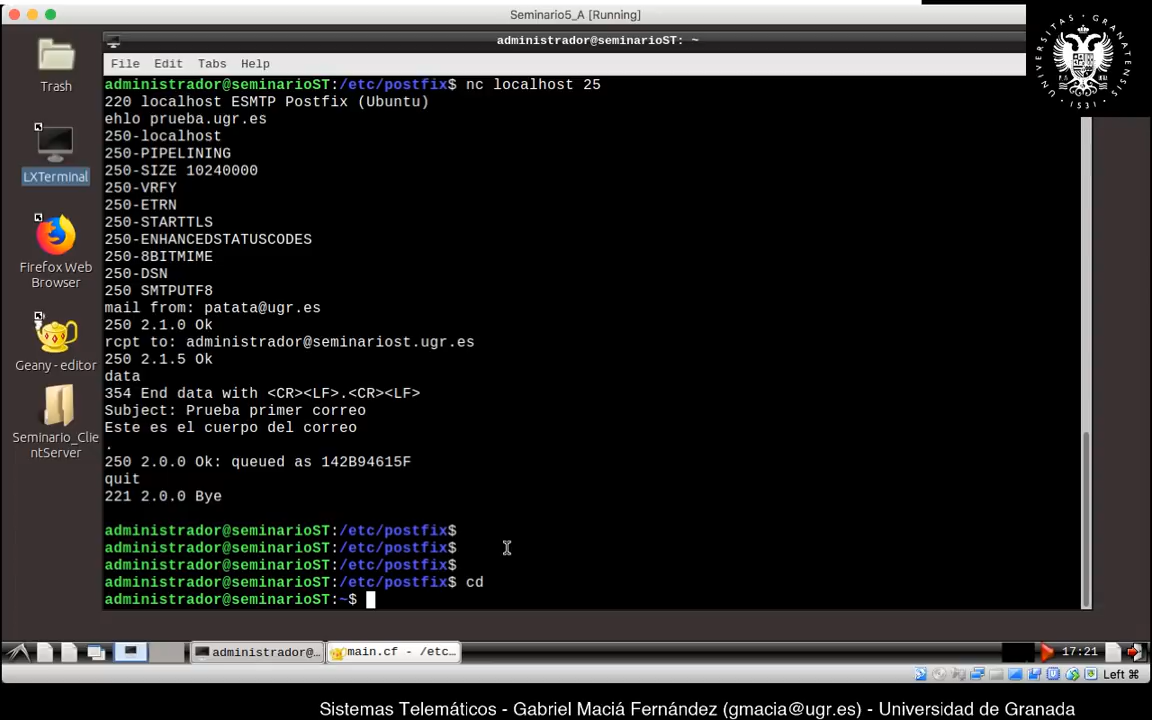 Seminario5_A [Running]
administrador@seminarioST: ~
File Edit Tabs Help
Trash
LXTerminal
Firefox Web
Browser
Geany - editor
Seminario_Clie
ntServer
administrador@seminarioST:/etc/postfix$ nc localhost 25
220 localhost ESMTP Postfix (Ubuntu)
ehlo prueba.ugr.es
250-localhost
250-PIPELINING
250-SIZE 10240000
250-VRFY
250-ETRN
250-STARTTLS
250-ENHANCEDSTATUSCODES
250-8BITMIME
250-DSN
250 SMTPUTF8
mail from: patata@ugr.es
250 2.1.0 Ok
rcpt to: administrador@seminariost.ugr.es
250 2.1.5 Ok
data
354 End data with <CR><LF>.<CR><LF>
Subject: Prueba primer correo
Este es el cuerpo del correo
.
250 2.0.0 Ok: queued as 142B94615F
quit
221 2.0.0 Bye
administrador@seminarioST:/etc/postfix$
administrador@seminarioST:/etc/postfix$
administrador@seminarioST:/etc/postfix$
administrador@seminarioST:/etc/postfix$ cd
administrador@seminarioST:~$
administrador@...
main.cf - /etc...
17:21
Left ⌘
UNIVERSITAS · GRANATENSIS
· 1531 ·
Sistemas Telemáticos - Gabriel Maciá Fernández (gmacia@ugr.es) - Universidad de Granada